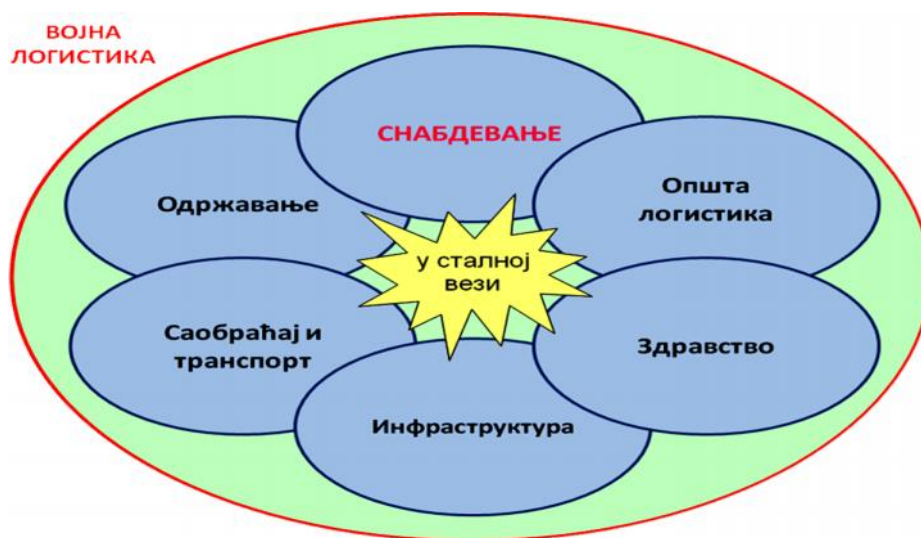 ВОЈНА
ЛОГИСТИКА
СНАБДЕВАЊЕ
Одржавање
Општа
логистика
у сталној
вези
Саобраћај и
транспорт
Здравство
Инфраструктура